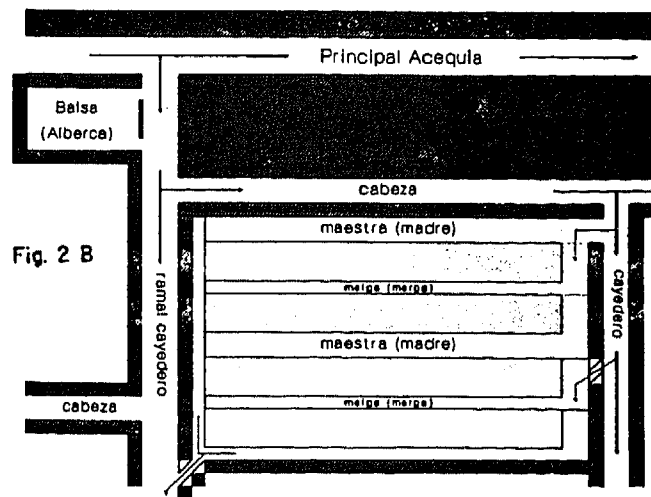 Principal Acequia
Balsa
(Alberca)
cabeza
maestra (madre)
Fig. 2 B
melga (merga)
ramal cayedero
cayedero
maestra (madre)
cabeza
melga (merga)